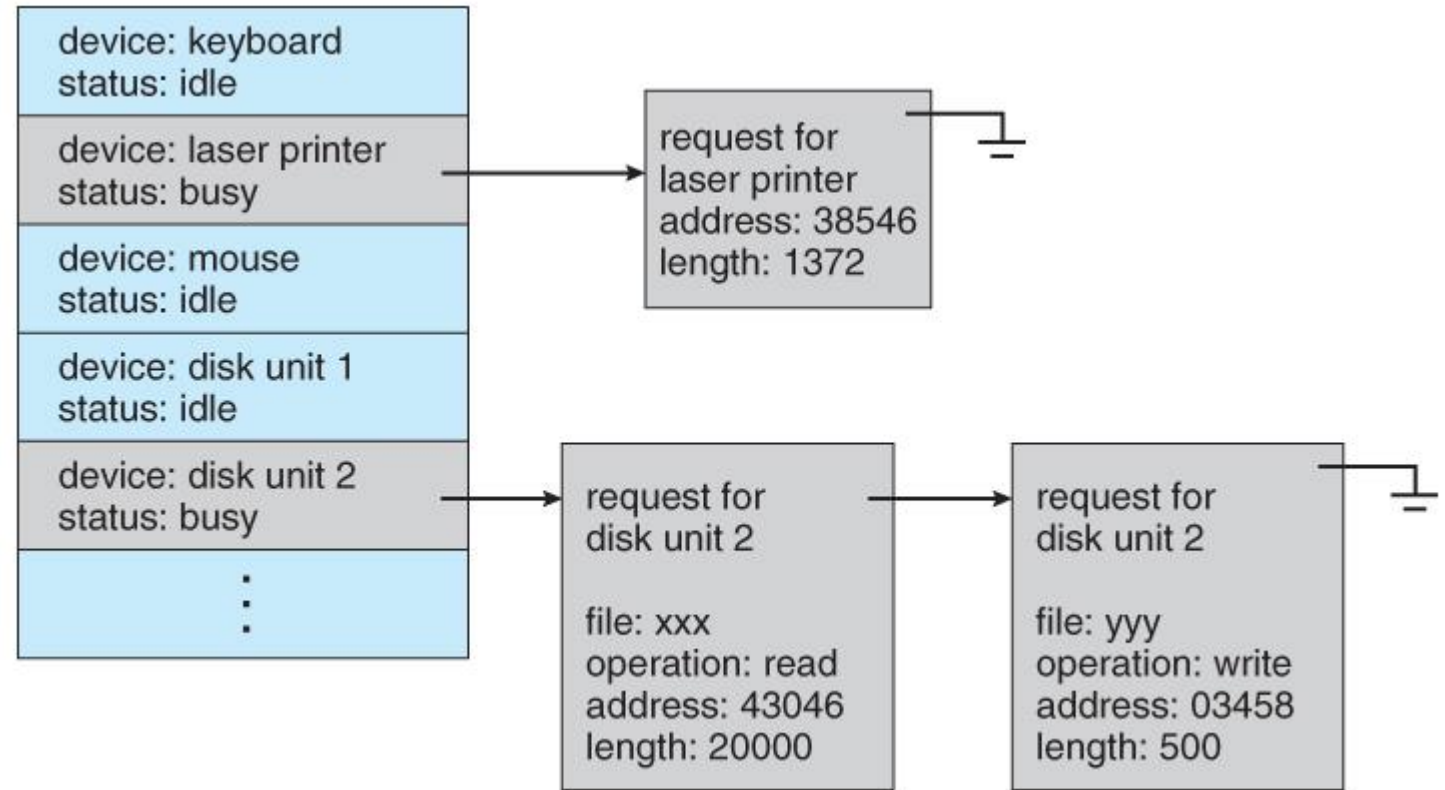 device: keyboard
status: idle
device: laser printer
status: busy
device: mouse
status: idle
device: disk unit 1
status: idle
device: disk unit 2
status: busy
request for
laser printer
address: 38546
length: 1372
request for
disk unit 2
file: xxx
operation: read
address: 43046
length: 20000
request for
disk unit 2
file: yyy
operation: write
address: 03458
length: 500